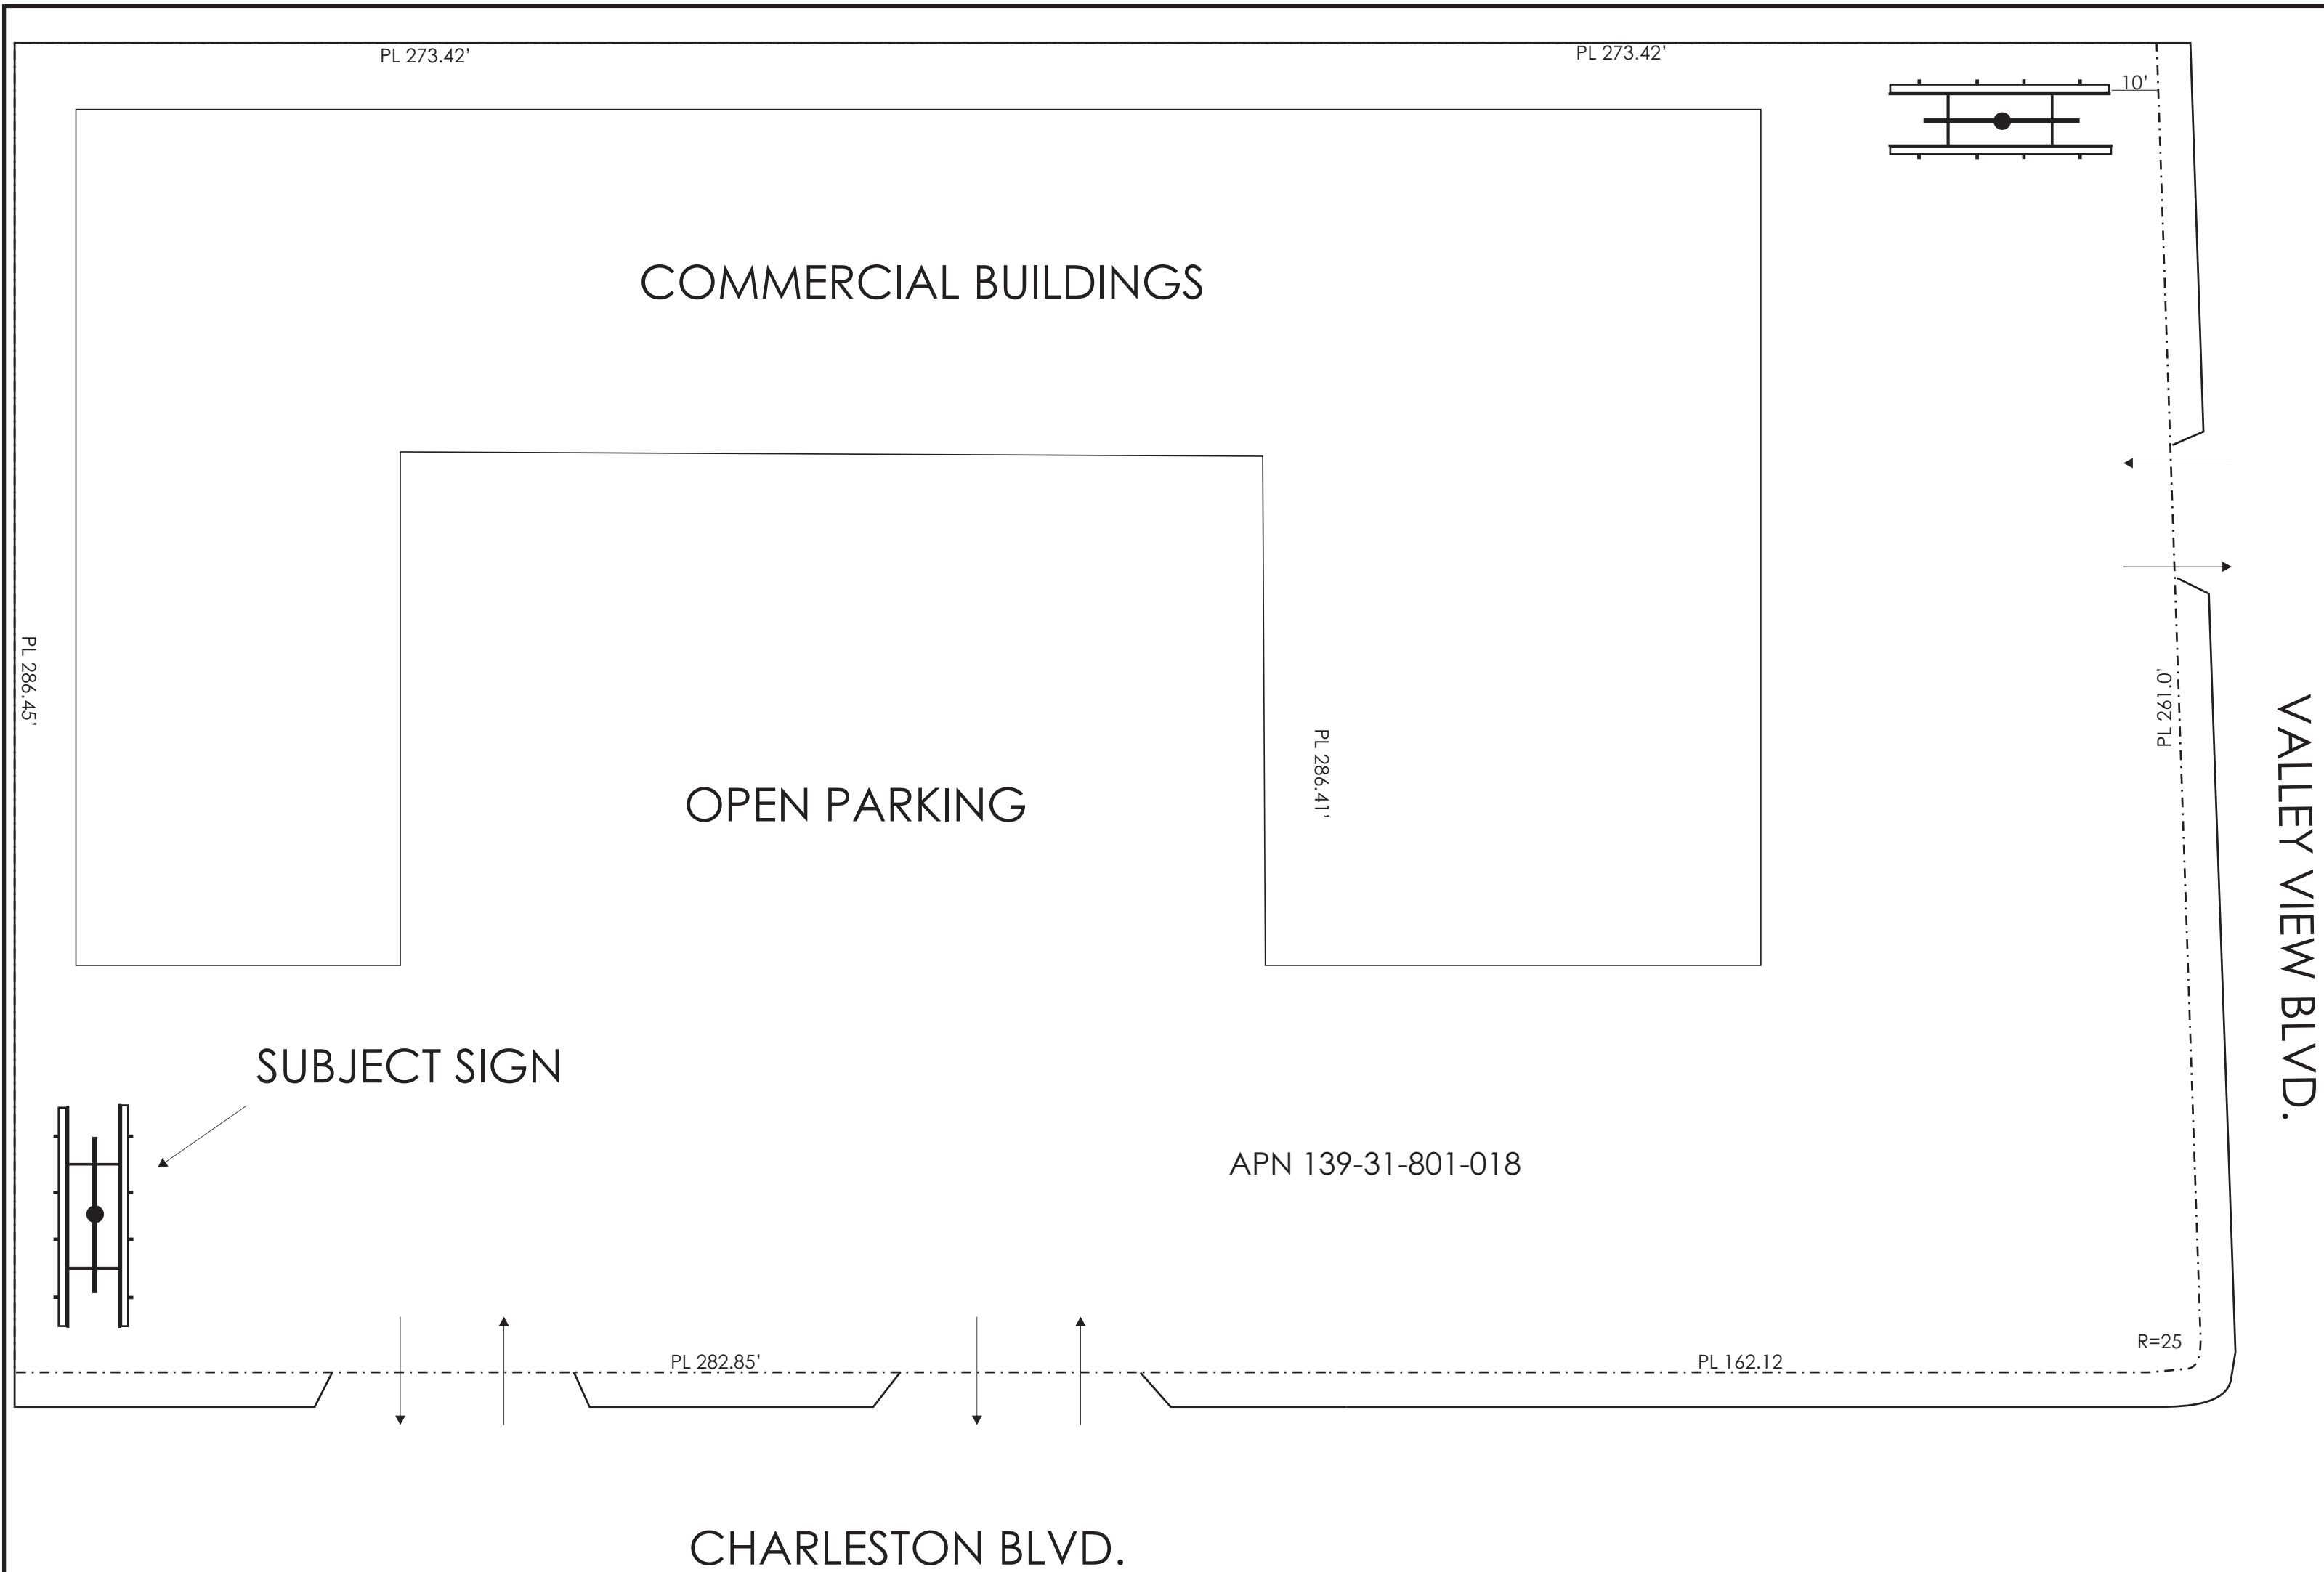 PL 273.42'
PL 273.42'
10'
COMMERCIAL BUILDINGS
PL 286.45'
PL 261.0'
VALLEY VIEW BLVD.
PL 286.41'
OPEN PARKING
SUBJECT SIGN
APN 139-31-801-018
R=25
PL 282.85'
PL 162.12
CHARLESTON BLVD.